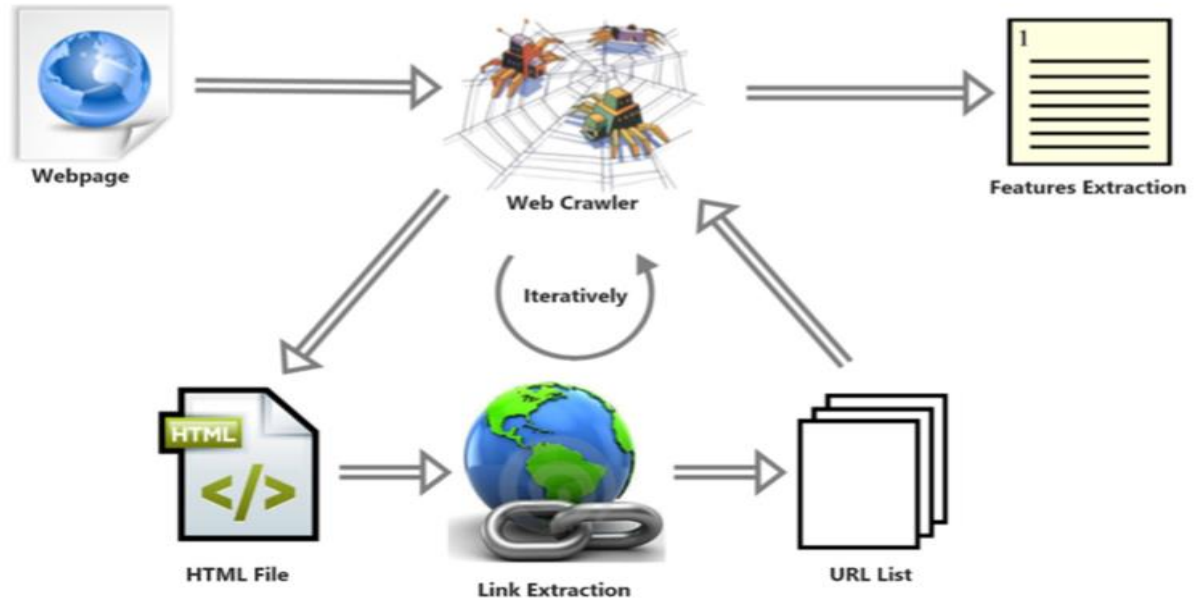 1
Webpage
Web Crawler
Features Extraction
Iteratively
HTML
</>
HTML File
Link Extraction
URL List